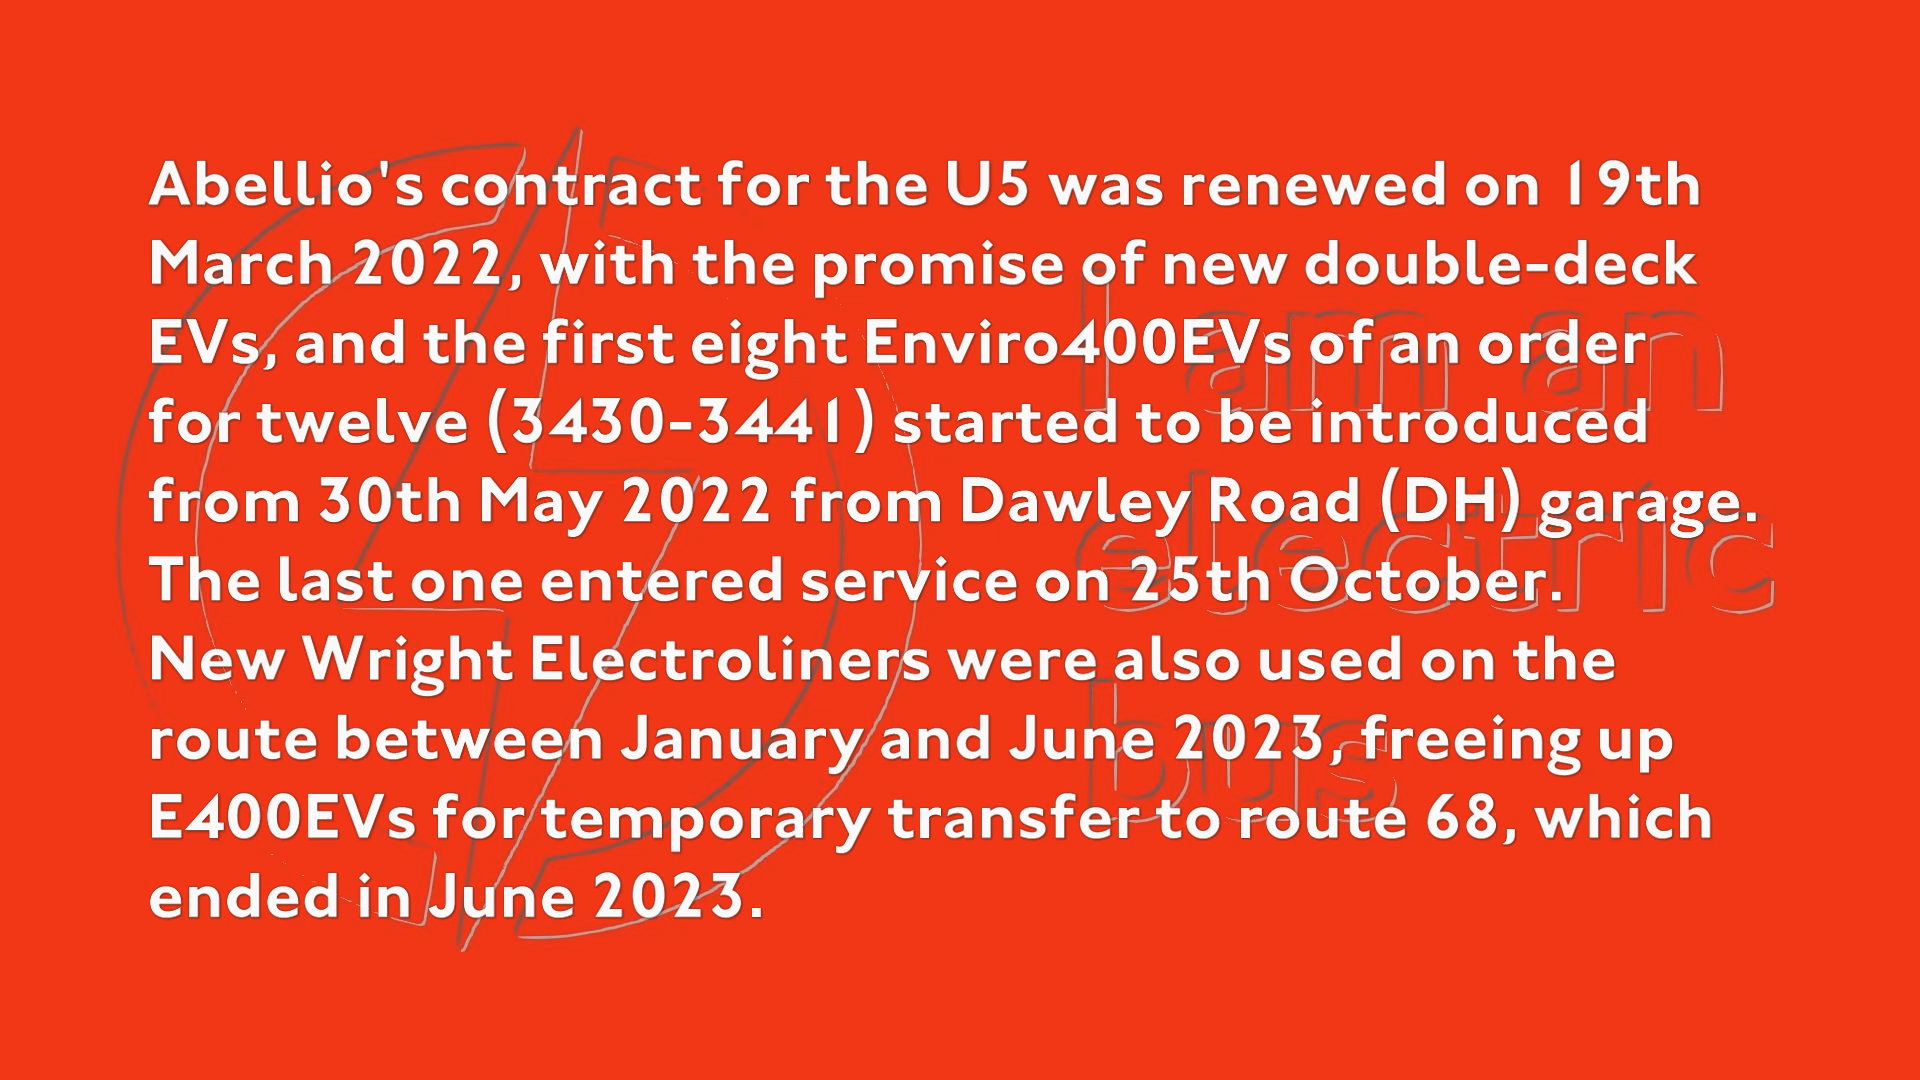 Abellio's contract for the U5 was renewed on 19th
March 2022, with the promise of new double-deck
EVs, and the first eight Enviro400EVs of an order
for twelve (3430-3441) started to be introduced
from 30th May 2022 from Dawley Road (DH) garage.
The last one entered service on 25th October.
New Wright Electroliners were also used on the
route between January and June 2023, freeing up
E400EVs for temporary transfer to route 68, which
ended in June 2023.
I am an
electric
bus